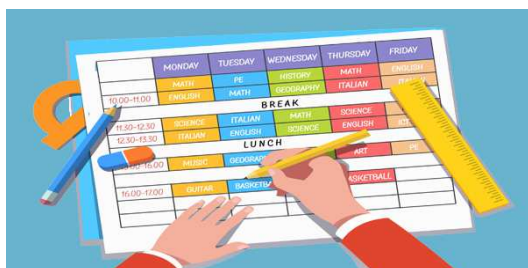 MONDAY TUESDAY WEDNESDAY THURSDAY FRIDAY
MATH PE HISTORY MATH ENGLISH
10.00-11.00 ENGLISH MATH GEOGRAPHY ITALIAN
BREAK
11.30-12.30 SCIENCE ITALIAN MATH SCIENCE
12.30-13.30 ITALIAN ENGLISH SCIENCE ENGLISH
LUNCH
MUSIC ART PE
16.00-17.00 GUITAR